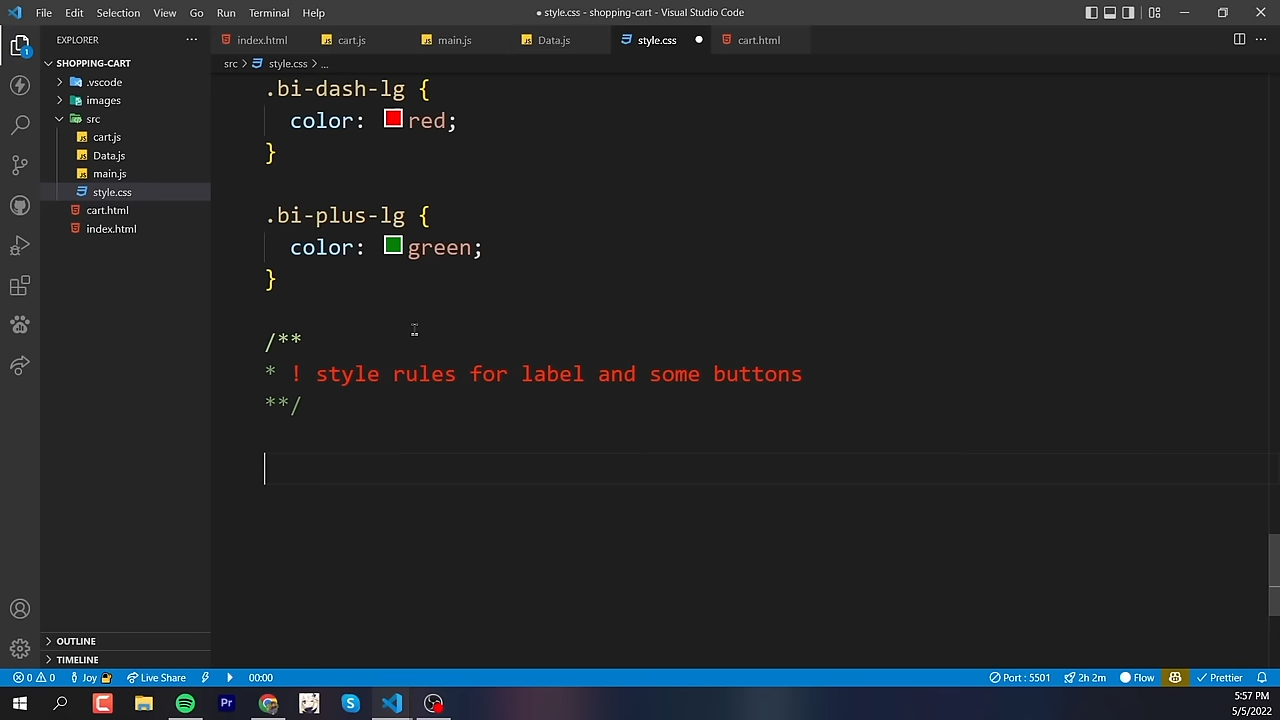 File Edit Selection View Go Run Terminal Help
● style.css - shopping-cart - Visual Studio Code
EXPLORER
index.html
cart.js
main.js
Data.js
style.css
cart.html
SHOPPING-CART
src > style.css > ...
.vscode
images
src
cart.js
Data.js
main.js
style.css
cart.html
index.html
.bi-dash-lg {
color: red;
}
.bi-plus-lg {
color: green;
}
/**
* ! style rules for label and some buttons
**/
OUTLINE
TIMELINE
0 0 Joy Live Share 00:00 Port : 5501 2h 2m Flow Prettier
1
Pr
5:57 PM
5/5/2022